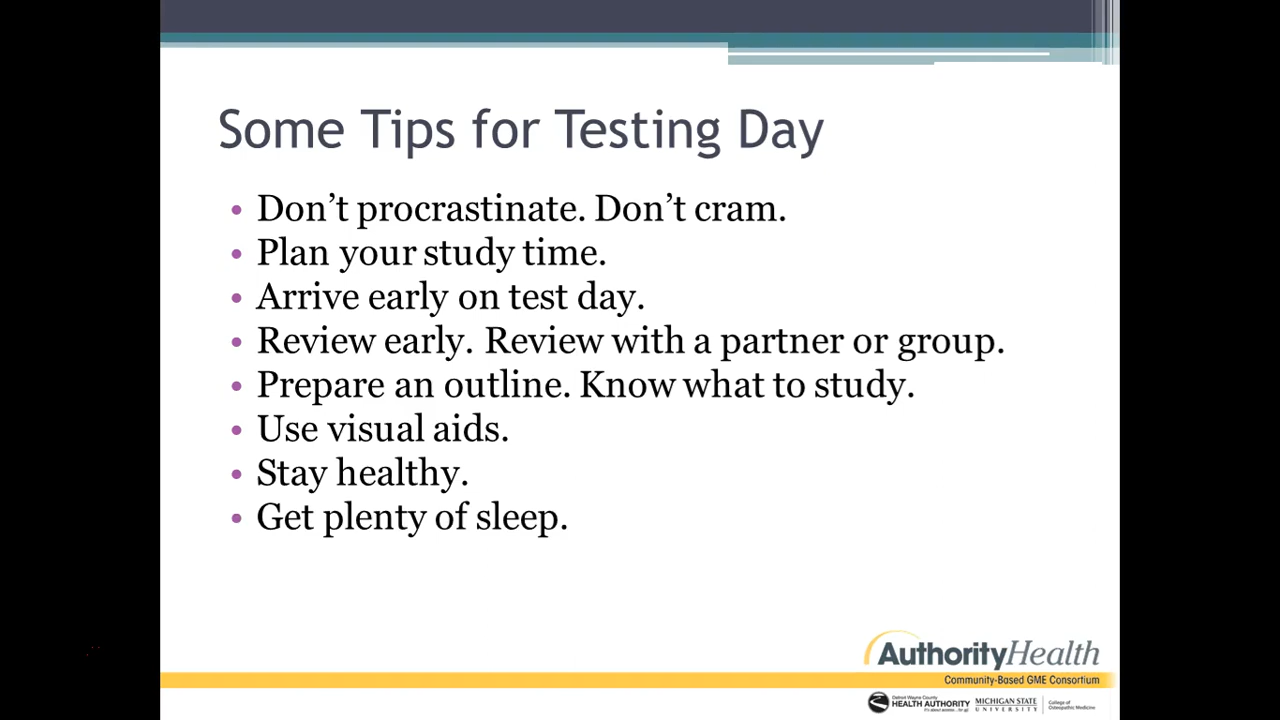 Some Tips for Testing Day
• Don’t procrastinate. Don’t cram.
• Plan your study time.
• Arrive early on test day.
• Review early. Review with a partner or group.
• Prepare an outline. Know what to study.
• Use visual aids.
• Stay healthy.
• Get plenty of sleep.
AuthorityHealth
Community-Based GME Consortium
Detroit Wayne County
HEALTH AUTHORITY
MICHIGAN STATE
UNIVERSITY
College of
Osteopathic Medicine